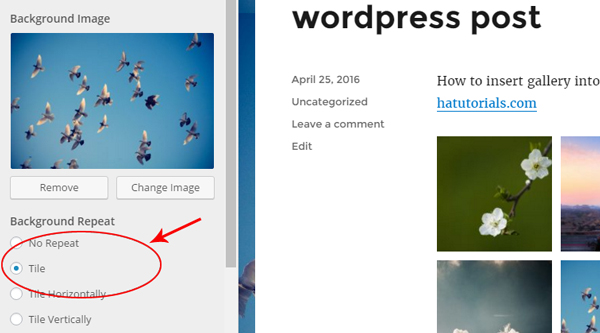 Background Image
Remove
Change Image
Background Repeat
No Repeat
Tile
Tile Horizontally
Tile Vertically
wordpress post
April 25, 2016
Uncategorized
Leave a comment
Edit
How to insert gallery into
hatutorials.com